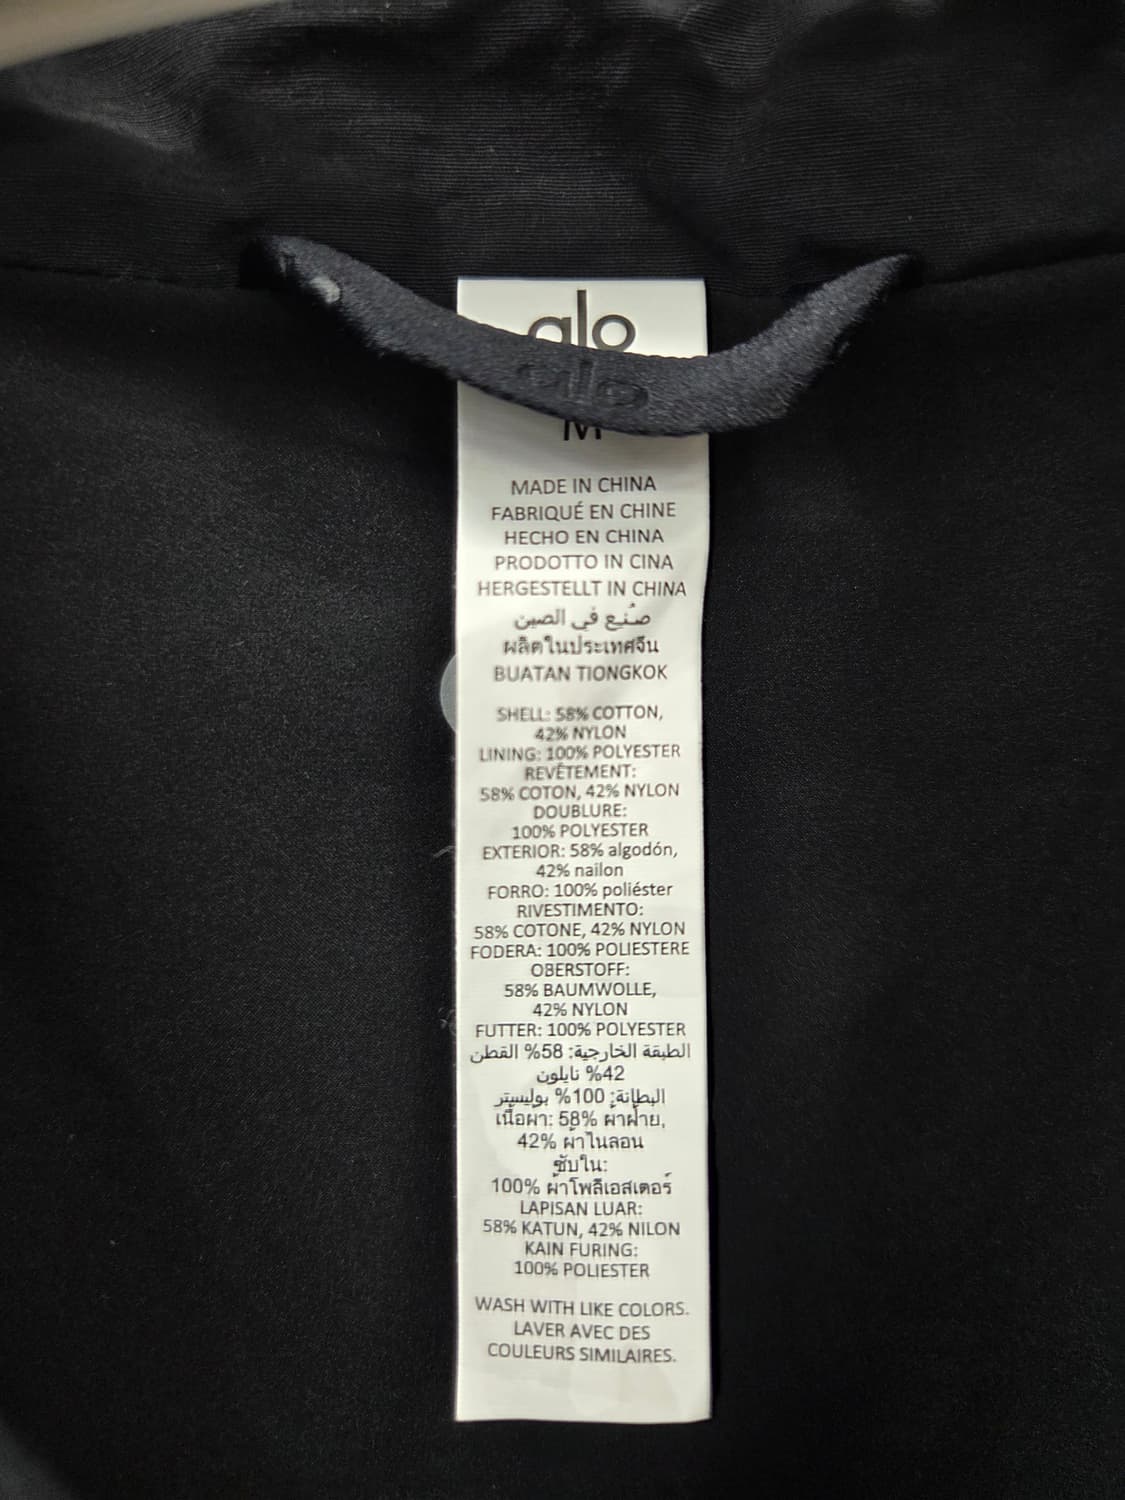 alo
alo
M
MADE IN CHINA
FABRIQUÉ EN CHINE
HECHO EN CHINA
PRODOTTO IN CINA
HERGESTELLT IN CHINA
صُنع في الصين
ผลิตในประเทศจีน
BUATAN TIONGKOK
SHELL: 58% COTTON,
42% NYLON
LINING: 100% POLYESTER
REVÊTEMENT:
58% COTON, 42% NYLON
DOUBLURE:
100% POLYESTER
EXTERIOR: 58% algodón,
42% nailon
FORRO: 100% poliéster
RIVESTIMENTO:
58% COTONE, 42% NYLON
FODERA: 100% POLIESTERE
OBERSTOFF:
58% BAUMWOLLE,
42% NYLON
FUTTER: 100% POLYESTER
الطبقة الخارجية: 58% القطن
42% نايلون
البطانة: 100% بوليستر
เนื้อผ้า: 58% ผ้าฝ้าย,
42% ผ้าไนลอน
ซับใน:
100% ผ้าโพลีเอสเตอร์
LAPISAN LUAR:
58% KATUN, 42% NILON
KAIN FURING:
100% POLIESTER
WASH WITH LIKE COLORS.
LAVER AVEC DES
COULEURS SIMILAIRES.